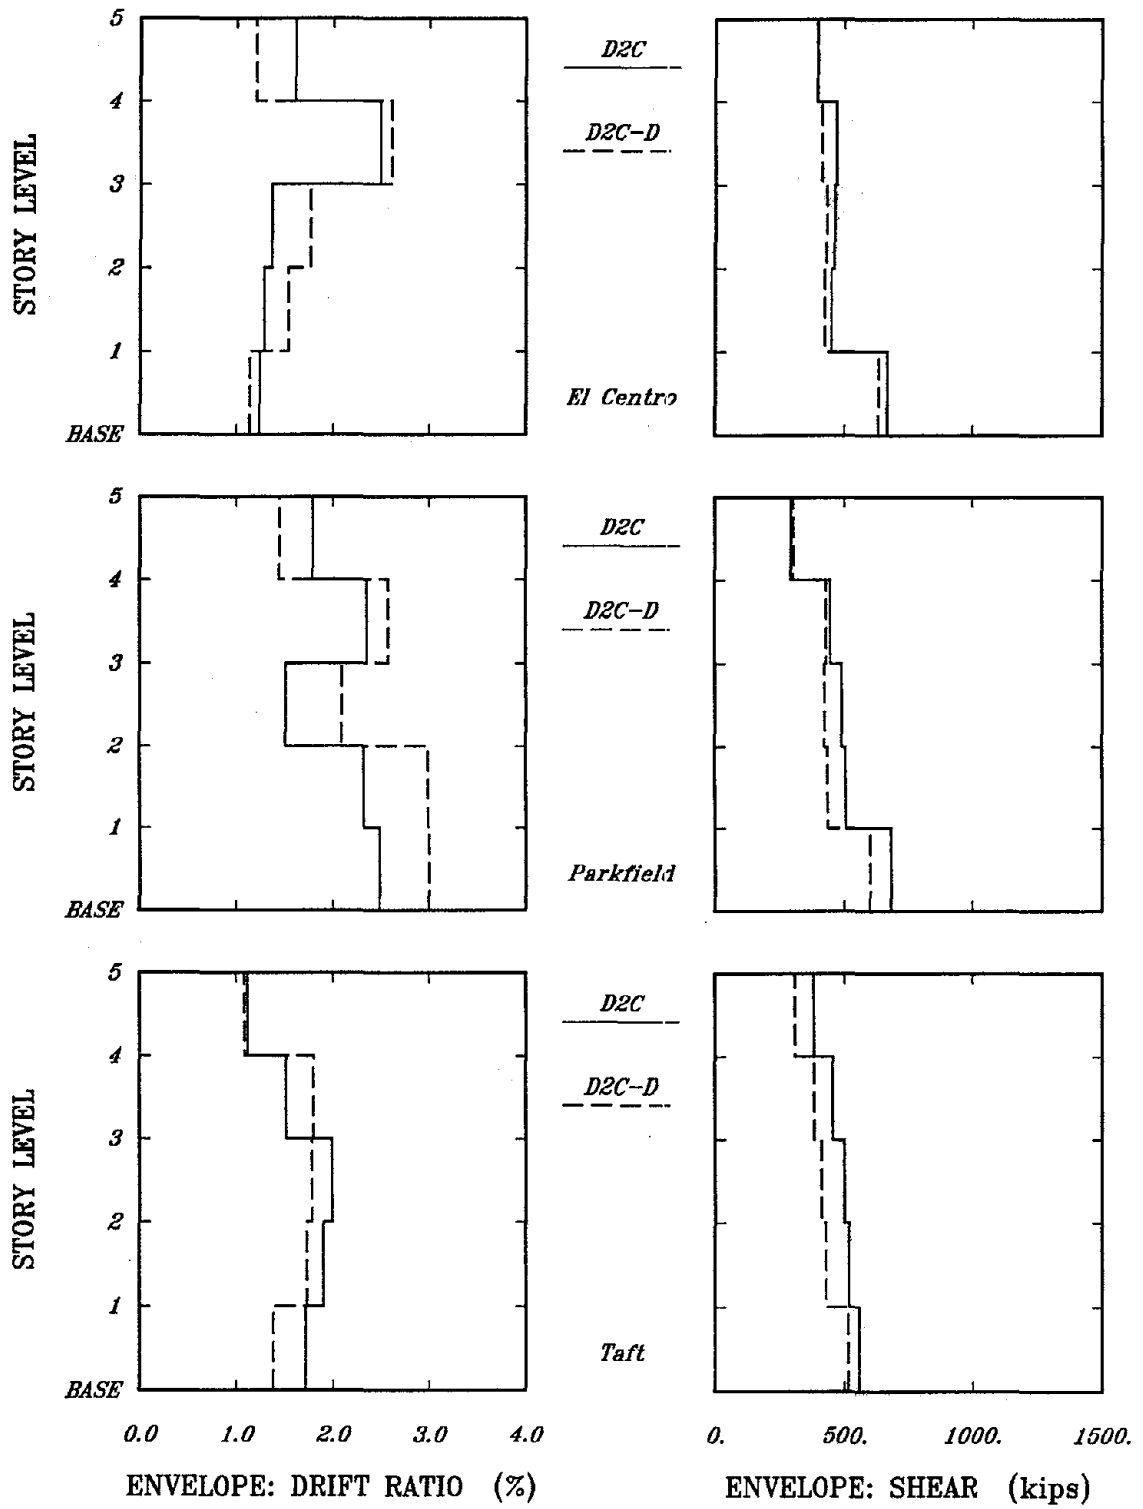 5
4
3
2
1
BASE
STORY LEVEL
D2C
D2C-D
El Centro
5
4
3
2
1
BASE
STORY LEVEL
D2C
D2C-D
Parkfield
5
4
3
2
1
BASE
STORY LEVEL
D2C
D2C-D
Taft
0.0 1.0 2.0 3.0 4.0
0. 500. 1000. 1500.
ENVELOPE: DRIFT RATIO (%)
ENVELOPE: SHEAR (kips)